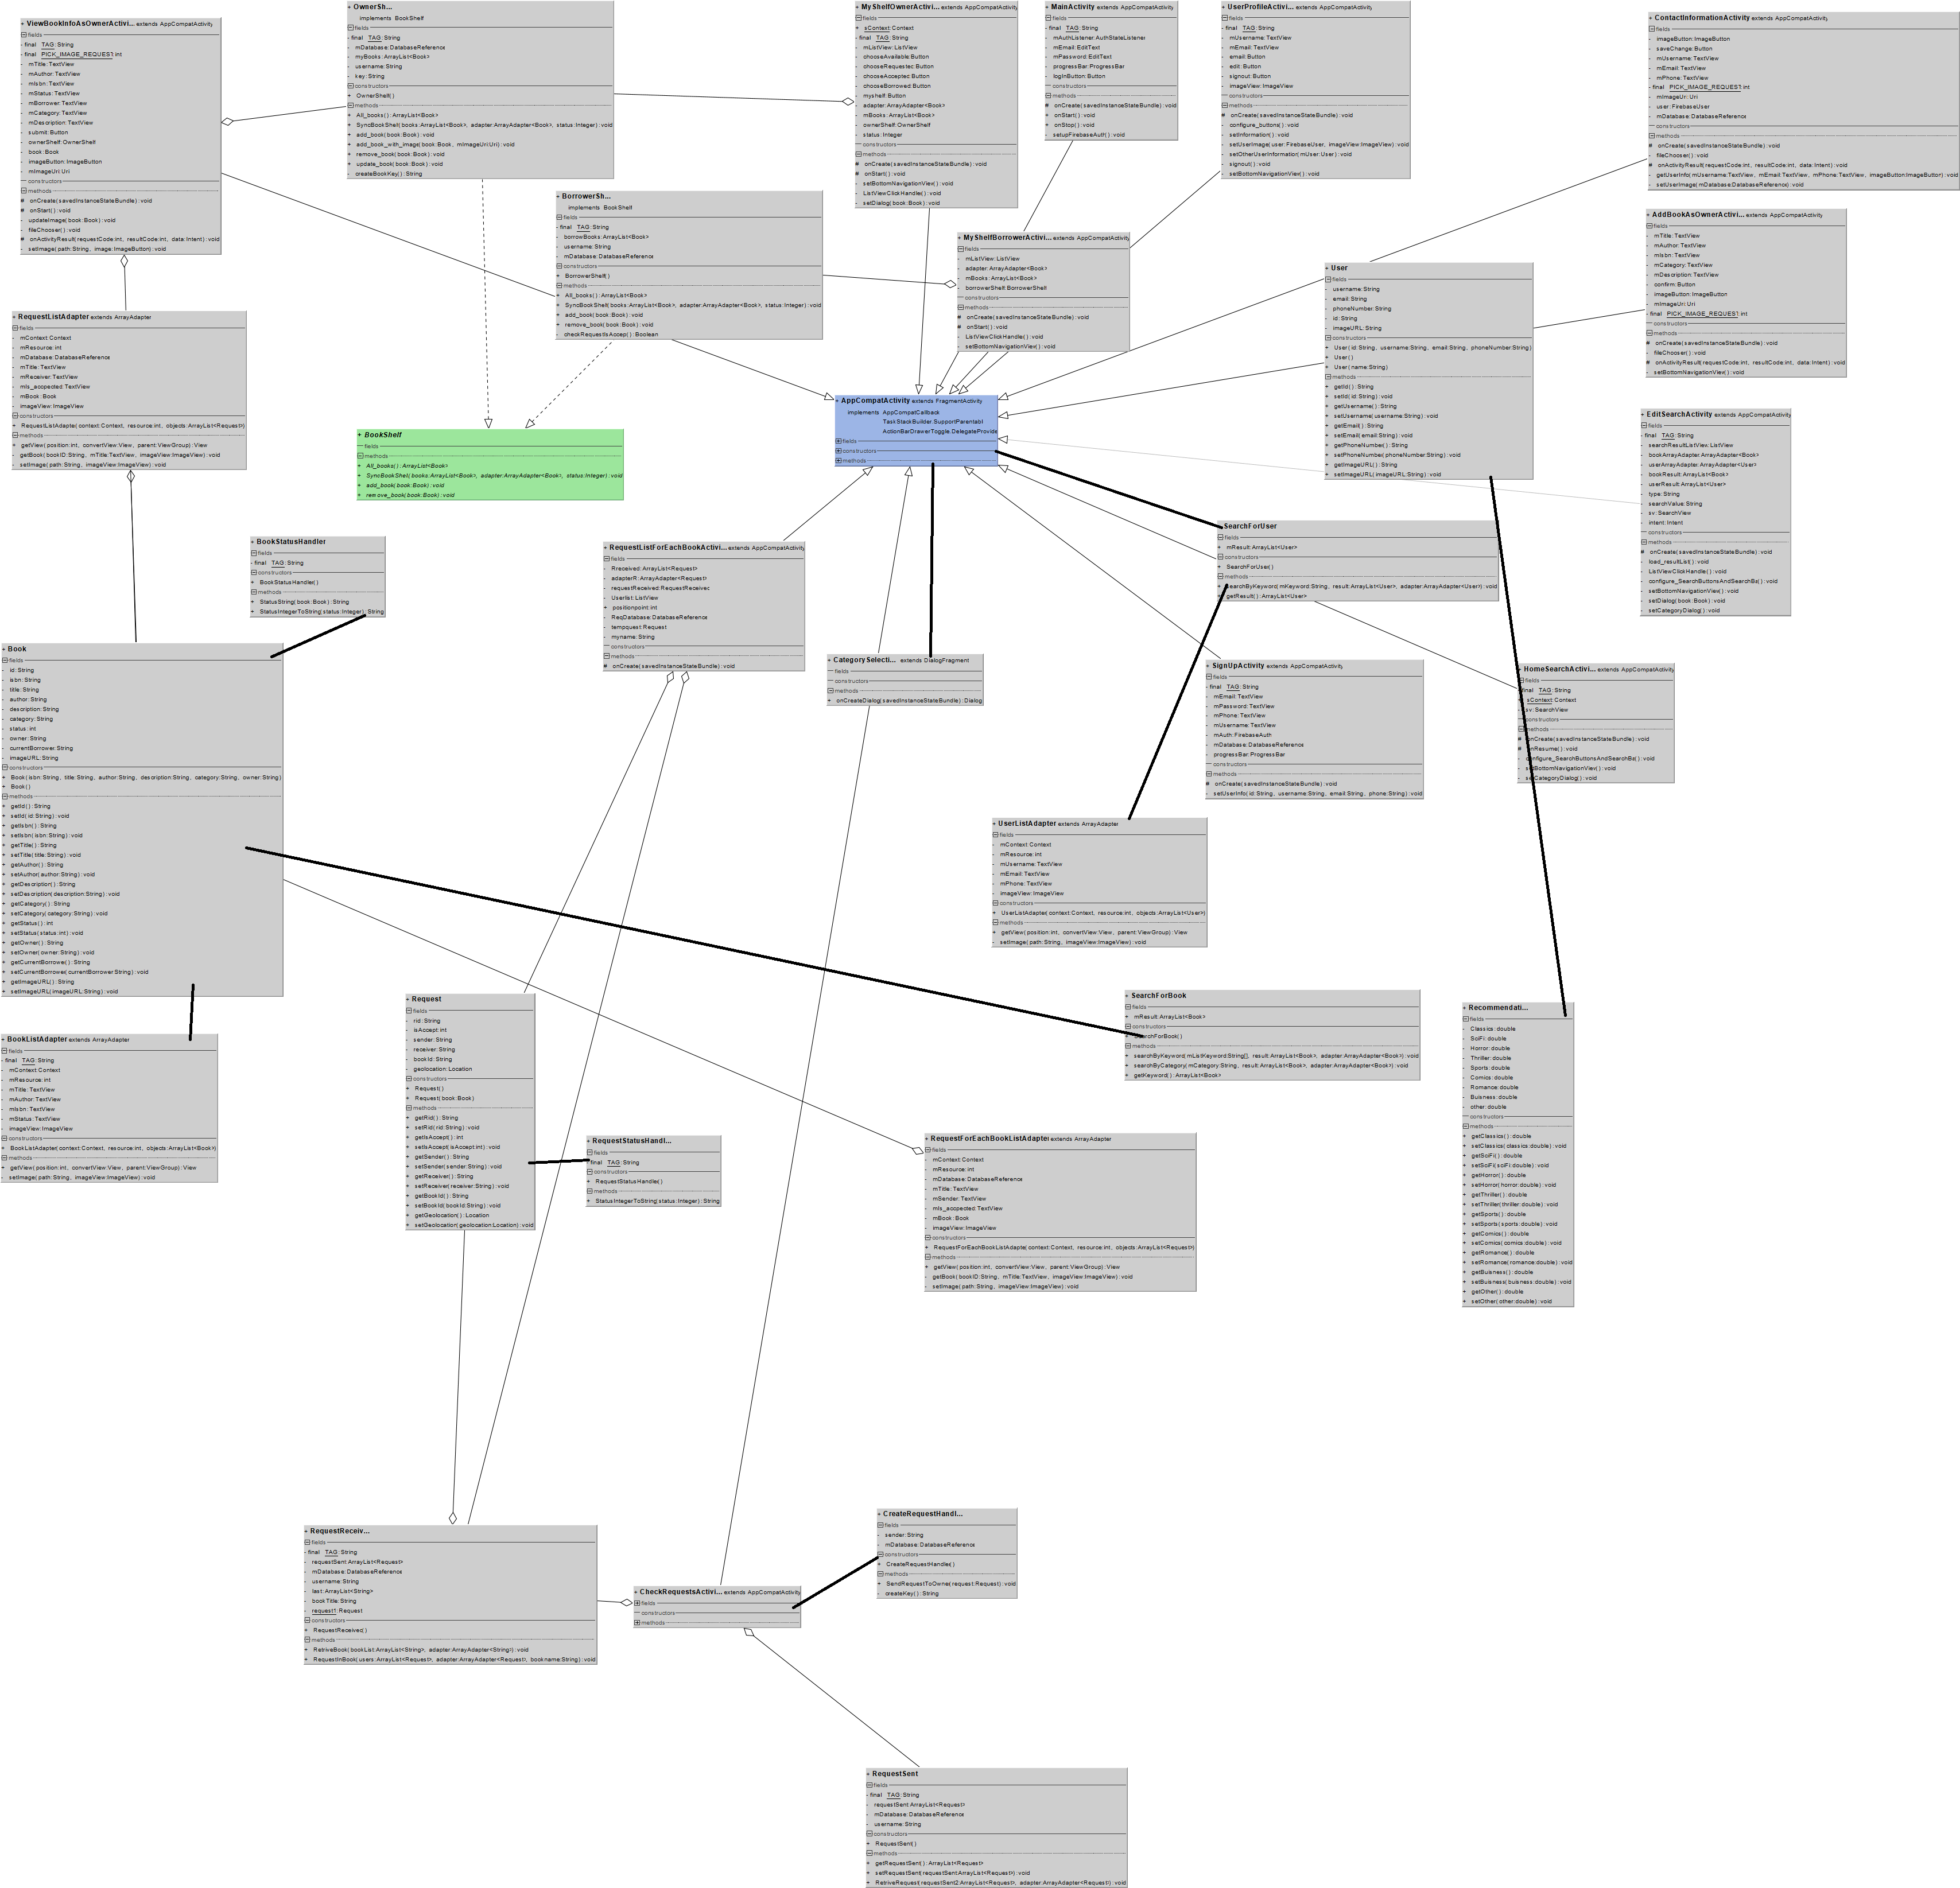 + ViewBookInfoAsOwnerActivi... extends AppCompatActivity
fields
- final TAG:String
- final PICK_IMAGE_REQUEST:int
- mTitle:TextView
- mAuthor:TextView
- mIsbn:TextView
- mStatus:TextView
- mBorrower:TextView
- mCategory:TextView
- mDescription:TextView
- submit:Button
- ownerShelf:OwnerShelf
- book:Book
- imageButton:ImageButton
- mImageUri:Uri
constructors
methods
# onCreate(savedInstanceStateBundle):void
# onStart():void
- updateImage(book:Book):void
- fileChooser():void
# onActivityResult(requestCode:int, resultCode:int, data:Intent):void
- setImage(path:String, image:ImageButton):void
+ OwnerSh...
implements BookShelf
fields
- final TAG:String
- mDatabase:DatabaseReference
- myBooks:ArrayList<Book>
- username:String
- key:String
constructors
+ OwnerShelf()
methods
+ All_books():ArrayList<Book>
+ SyncBookShelf(books:ArrayList<Book>, adapter:ArrayAdapter<Book>, status:Integer):void
+ add_book(book:Book):void
+ add_book_with_image(book:Book, mImageUri:Uri):void
+ remove_book(book:Book):void
+ update_book(book:Book):void
- createBookKey():String
+ MyShelfOwnerActivi... extends AppCompatActivity
fields
+ sContext:Context
- final TAG:String
- mListView:ListView
- chooseAvailable:Button
- chooseRequested:Button
- chooseAccepted:Button
- chooseBorrowed:Button
- myshelf:Button
- adapter:ArrayAdapter<Book>
- mBooks:ArrayList<Book>
- ownerShelf:OwnerShelf
- status:Integer
constructors
methods
# onCreate(savedInstanceStateBundle):void
# onStart():void
- setBottomNavigationView():void
- ListViewClickHandle():void
- setDialog(book:Book):void
+ MainActivity extends AppCompatActivity
fields
- final TAG:String
- mAuthListener:AuthStateListener
- mEmail:EditText
- mPassword:EditText
- progressBar:ProgressBar
- logInButton:Button
constructors
methods
# onCreate(savedInstanceStateBundle):void
+ onStart():void
+ onStop():void
- setupFirebaseAuth():void
+ UserProfileActivi... extends AppCompatActivity
fields
- final TAG:String
- mUsername:TextView
- mEmail:TextView
- email:Button
- edit:Button
- signout:Button
- imageView:ImageView
constructors
methods
# onCreate(savedInstanceStateBundle):void
- configure_buttons():void
- setInformation():void
- setUserImage(user:FirebaseUser, imageView:ImageView):void
- setOtherUserInformation(mUser:User):void
- signout():void
- setBottomNavigationView():void
+ ContactInformationActivity extends AppCompatActivity
fields
- imageButton:ImageButton
- saveChange:Button
- mUsername:TextView
- mEmail:TextView
- mPhone:TextView
- final PICK_IMAGE_REQUEST:int
- mImageUri:Uri
- user:FirebaseUser
- mDatabase:DatabaseReference
constructors
methods
# onCreate(savedInstanceStateBundle):void
- fileChooser():void
# onActivityResult(requestCode:int, resultCode:int, data:Intent):void
- getUserInfo(mUsername:TextView, mEmail:TextView, mPhone:TextView, imageButton:ImageButton):void
- setUserImage(mDatabase:DatabaseReference):void
+ BorrowerSh...
implements BookShelf
fields
- final TAG:String
- borrowBooks:ArrayList<Book>
- username:String
- mDatabase:DatabaseReference
constructors
+ BorrowerShelf()
methods
+ All_books():ArrayList<Book>
+ SyncBookShelf(books:ArrayList<Book>, adapter:ArrayAdapter<Book>, status:Integer):void
+ add_book(book:Book):void
+ remove_book(book:Book):void
- checkRequestIsAccep():Boolean
+ MyShelfBorrowerActivi... extends AppCompatActivity
fields
- mListView:ListView
- adapter:ArrayAdapter<Book>
- mBooks:ArrayList<Book>
- borrowerShelf:BorrowerShelf
constructors
methods
# onCreate(savedInstanceStateBundle):void
# onStart():void
- ListViewClickHandle():void
- setBottomNavigationView():void
+ User
fields
- username:String
- email:String
- phoneNumber:String
- id:String
- imageURL:String
constructors
+ User(id:String, username:String, email:String, phoneNumber:String)
+ User()
+ User(name:String)
methods
+ getId():String
+ setId(id:String):void
+ getUsername():String
+ setUsername(username:String):void
+ getEmail():String
+ setEmail(email:String):void
+ getPhoneNumber():String
+ setPhoneNumber(phoneNumber:String):void
+ getImageURL():String
+ setImageURL(imageURL:String):void
+ AddBookAsOwnerActivi... extends AppCompatActivity
fields
- mTitle:TextView
- mAuthor:TextView
- mIsbn:TextView
- mCategory:TextView
- mDescription:TextView
- confirm:Button
- imageButton:ImageButton
- mImageUri:Uri
- final PICK_IMAGE_REQUEST:int
constructors
methods
# onCreate(savedInstanceStateBundle):void
- fileChooser():void
# onActivityResult(requestCode:int, resultCode:int, data:Intent):void
- setBottomNavigationView():void
+ RequestListAdapter extends ArrayAdapter
fields
- mContext:Context
- mResource:int
- mDatabase:DatabaseReference
- mTitle:TextView
- mReceiver:TextView
- mIs_accpected:TextView
- mBook:Book
- imageView:ImageView
constructors
+ RequestListAdapter(context:Context, resource:int, objects:ArrayList<Request>)
methods
+ getView(position:int, convertView:View, parent:ViewGroup):View
- getBook(bookID:String, mTitle:TextView, imageView:ImageView):void
- setImage(path:String, imageView:ImageView):void
+ BookShelf
fields
methods
+ All_books():ArrayList<Book>
+ SyncBookShelf(books:ArrayList<Book>, adapter:ArrayAdapter<Book>, status:Integer):void
+ add_book(book:Book):void
+ remove_book(book:Book):void
+ AppCompatActivity extends FragmentActivity
implements AppCompatCallback
TaskStackBuilder.SupportParentabl
ActionBarDrawerToggle.DelegateProvide
fields
constructors
methods
+ EditSearchActivity extends AppCompatActivity
fields
- final TAG:String
- searchResultListView:ListView
- bookArrayAdapter:ArrayAdapter<Book>
- userArrayAdapter:ArrayAdapter<User>
- bookResult:ArrayList<Book>
- userResult:ArrayList<User>
- type:String
- searchValue:String
- sv:SearchView
- intent:Intent
constructors
methods
# onCreate(savedInstanceStateBundle):void
- load_resultList():void
- ListViewClickHandle():void
- configure_SearchButtonsAndSearchBa():void
- setBottomNavigationView():void
- setDialog(book:Book):void
- setCategoryDialog():void
+ BookStatusHandler
fields
- final TAG:String
constructors
+ BookStatusHandler()
methods
+ StatusString(book:Book):String
+ StatusIntegerToString(status:Integer):String
+ RequestListForEachBookActivi... extends AppCompatActivity
fields
- Rreceived:ArrayList<Request>
- adapterR:ArrayAdapter<Request>
- requestReceived:RequestReceivec
- Userlist:ListView
+ positionpoint:int
- ReqDatabase:DatabaseReference
- tempquest:Request
- myname:String
constructors
methods
# onCreate(savedInstanceStateBundle):void
SearchForUser
fields
+ mResult:ArrayList<User>
constructors
+ SearchForUser()
methods
+ SearchByKeyword(mKeyword:String, result:ArrayList<User>, adapter:ArrayAdapter<User>):void
+ getResult():ArrayList<User>
+ Book
fields
- id:String
- isbn:String
- title:String
- author:String
- description:String
- category:String
- status:int
- owner:String
- currentBorrower:String
- imageURL:String
constructors
+ Book(isbn:String, title:String, author:String, description:String, category:String, owner:String)
+ Book()
methods
+ getId():String
+ setId(id:String):void
+ getIsbn():String
+ setIsbn(isbn:String):void
+ getTitle():String
+ setTitle(title:String):void
+ getAuthor():String
+ setAuthor(author:String):void
+ getDescription():String
+ setDescription(description:String):void
+ getCategory():String
+ setCategory(category:String):void
+ getStatus():int
+ setStatus(status:int):void
+ getOwner():String
+ setOwner(owner:String):void
+ getCurrentBorrowe():String
+ setCurrentBorrowe(currentBorrower:String):void
+ getImageURL():String
+ setImageURL(imageURL:String):void
+ CategorySelecti... extends DialogFragment
fields
constructors
methods
+ onCreateDialog(savedInstanceStateBundle):Dialog
+ SignUpActivity extends AppCompatActivity
fields
- final TAG:String
- mEmail:TextView
- mPassword:TextView
- mPhone:TextView
- mUsername:TextView
- mAuth:FirebaseAuth
- mDatabase:DatabaseReference
- progressBar:ProgressBar
constructors
methods
# onCreate(savedInstanceStateBundle):void
- setUserInfo(id:String, username:String, email:String, phone:String):void
+ HomeSearchActivi... extends AppCompatActivity
fields
final TAG:String
sContext:Context
sv:SearchView
constructors
methods
# onCreate(savedInstanceStateBundle):void
# onResume():void
- configure_SearchButtonsAndSearchBa():void
- setBottomNavigationView():void
- setCategoryDialog():void
+ UserListAdapter extends ArrayAdapter
fields
- mContext:Context
- mResource:int
- mUsername:TextView
- mEmail:TextView
- mPhone:TextView
- imageView:ImageView
constructors
+ UserListAdapter(context:Context, resource:int, objects:ArrayList<User>)
methods
+ getView(position:int, convertView:View, parent:ViewGroup):View
- setImage(path:String, imageView:ImageView):void
+ Request
fields
- rid:String
- isAccept:int
- sender:String
- receiver:String
- bookId:String
- geolocation:Location
constructors
+ Request()
+ Request(book:Book)
methods
+ getRid():String
+ setRid(rid:String):void
+ getIsAccept():int
+ setIsAccept(isAccept:int):void
+ getSender():String
+ setSender(sender:String):void
+ getReceiver():String
+ setReceiver(receiver:String):void
+ getBookId():String
+ setBookId(bookId:String):void
+ getGeolocation():Location
+ setGeolocation(geolocation:Location):void
+ SearchForBook
fields
+ mResult:ArrayList<Book>
constructors
SearchForBook()
methods
+ searchByKeyword(mListKeyword:String[], result:ArrayList<Book>, adapter:ArrayAdapter<Book>):void
+ searchByCategory(mCategory:String, result:ArrayList<Book>, adapter:ArrayAdapter<Book>):void
+ getKeyword():ArrayList<Book>
+ Recommendati...
fields
- Classics:double
- SciFi:double
- Horror:double
- Thriller:double
- Sports:double
- Comics:double
- Romance:double
- Buisness:double
- other:double
constructors
methods
+ getClassics():double
+ setClassics(classics:double):void
+ getSciFi():double
+ setSciFi(sciFi:double):void
+ getHorror():double
+ setHorror(horror:double):void
+ getThriller():double
+ setThriller(thriller:double):void
+ getSports():double
+ setSports(sports:double):void
+ getComics():double
+ setComics(comics:double):void
+ getRomance():double
+ setRomance(romance:double):void
+ getBuisness():double
+ setBuisness(buisness:double):void
+ getOther():double
+ setOther(other:double):void
+ BookListAdapter extends ArrayAdapter
fields
- final TAG:String
- mContext:Context
- mResource:int
- mTitle:TextView
- mAuthor:TextView
- mIsbn:TextView
- mStatus:TextView
- imageView:ImageView
constructors
+ BookListAdapter(context:Context, resource:int, objects:ArrayList<Book>)
methods
+ getView(position:int, convertView:View, parent:ViewGroup):View
- setImage(path:String, imageView:ImageView):void
+ RequestStatusHandl...
fields
final TAG:String
constructors
+ RequestStatusHandle()
methods
+ StatusIntegerToString(status:Integer):String
+ RequestForEachBookListAdapter extends ArrayAdapter
fields
- mContext:Context
- mResource:int
- mDatabase:DatabaseReference
- mTitle:TextView
- mSender:TextView
- mIs_accpected:TextView
- mBook:Book
- imageView:ImageView
constructors
+ RequestForEachBookListAdapte(context:Context, resource:int, objects:ArrayList<Request>)
methods
+ getView(position:int, convertView:View, parent:ViewGroup):View
- getBook(bookID:String, mTitle:TextView, imageView:ImageView):void
- setImage(path:String, imageView:ImageView):void
+ RequestReceiv...
fields
- final TAG:String
- requestSent:ArrayList<Request>
- mDatabase:DatabaseReference
- username:String
- last:ArrayList<String>
- bookTitle:String
- request1:Request
constructors
+ RequestReceivec()
methods
+ RetriveBook(bookList:ArrayList<String>, adapter:ArrayAdapter<String>):void
+ RequestInBook(users:ArrayList<Request>, adapter:ArrayAdapter<Request>, bookname:String):void
+ CreateRequestHandl...
fields
- sender:String
- mDatabase:DatabaseReference
constructors
+ CreateRequestHandle()
methods
+ SendRequestToOwne(request:Request):void
- createKey():String
+ CheckRequestsActivi... extends AppCompatActivity
fields
constructors
methods
+ RequestSent
fields
- final TAG:String
- requestSent:ArrayList<Request>
- mDatabase:DatabaseReference
- username:String
constructors
+ RequestSent()
methods
+ getRequestSent():ArrayList<Request>
+ setRequestSent(requestSent:ArrayList<Request>):void
+ RetriveRequest(requestSent2:ArrayList<Request>, adapter:ArrayAdapter<Request>):void